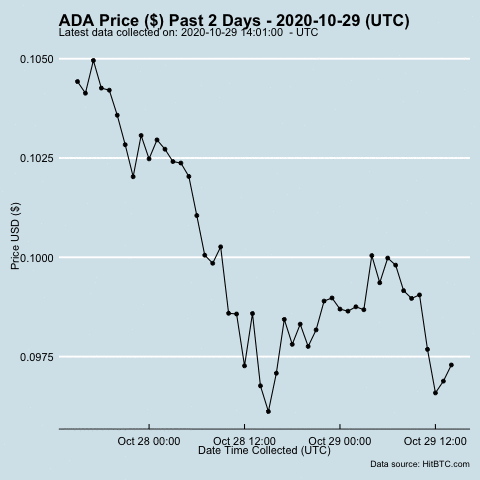 ADA Price ($) Past 2 Days - 2020-10-29 (UTC)
Latest data collected on: 2020-10-29 14:01:00  - UTC
0.1050
0.1025
0.1000
0.0975
Price USD ($)
Oct 28 00:00 Oct 28 12:00 Oct 29 00:00 Oct 29 12:00
Date Time Collected (UTC)
Data source: HitBTC.com